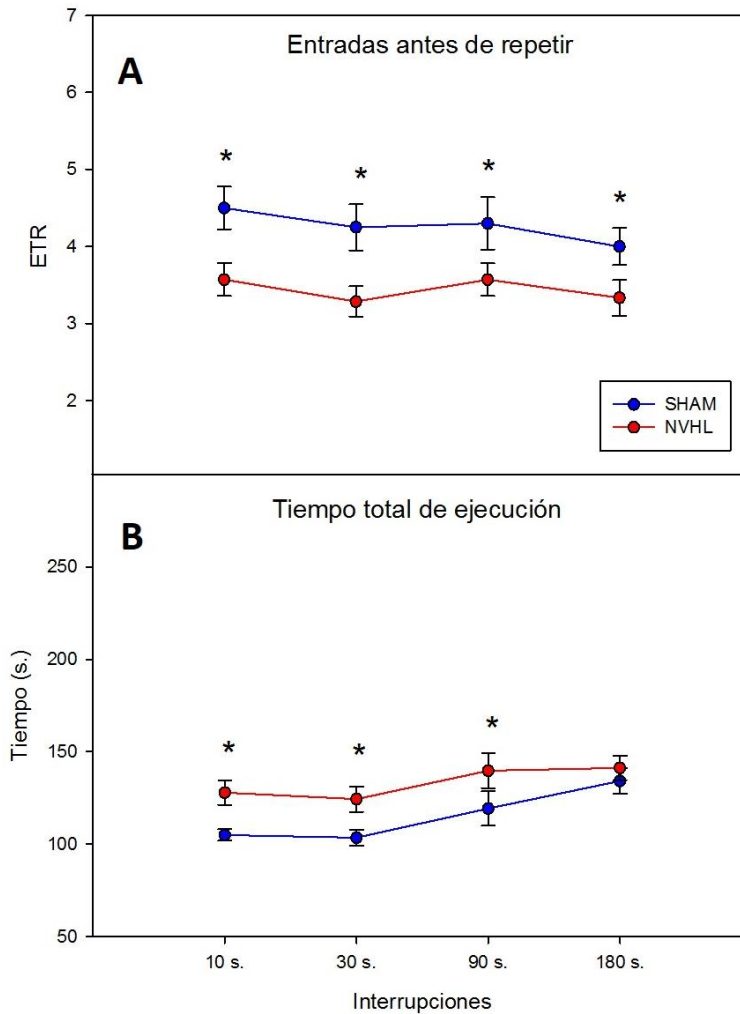 Entradas antes de repetir
A
7
6
5
4
3
2
ETR
* * * *
SHAM
NVHL
Tiempo total de ejecución
B
250
200
150
100
50
Tiempo (s.)
* * *
10 s. 30 s. 90 s. 180 s.
Interrupciones